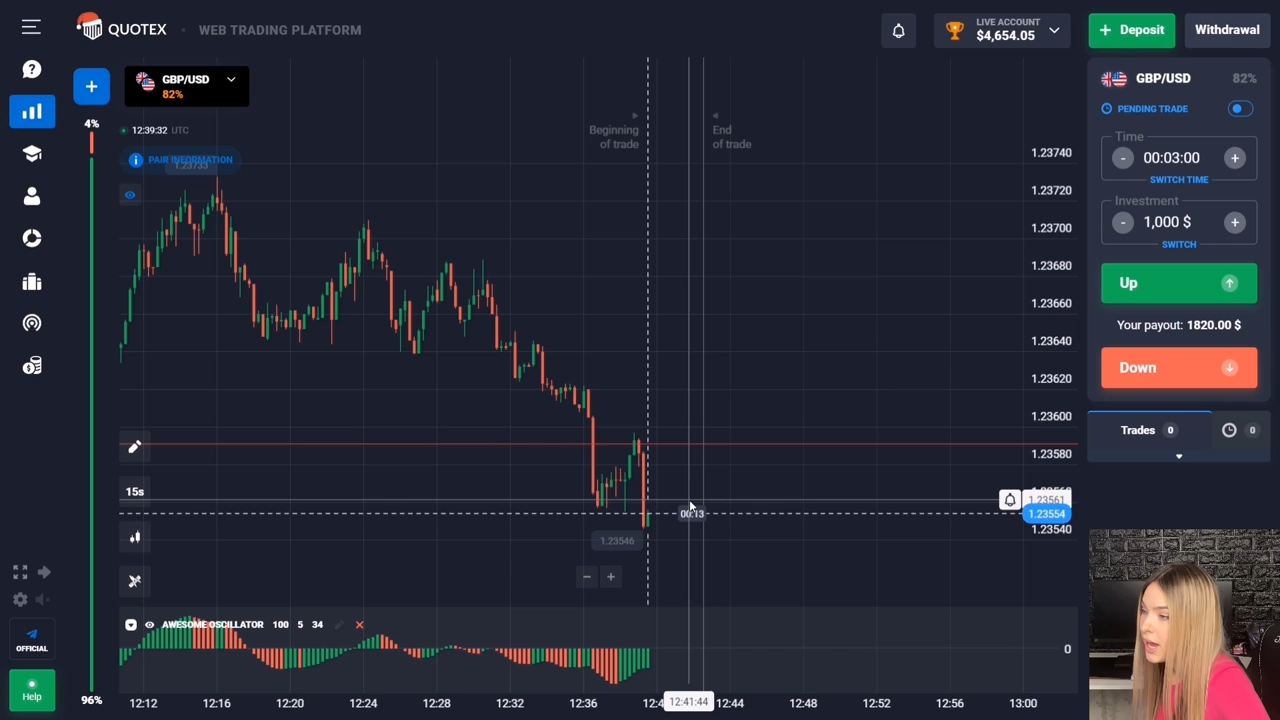 QUOTEX
WEB TRADING PLATFORM
LIVE ACCOUNT
$4,654.05
+ Deposit
Withdrawal
GBP/USD
82%
4%
12:39:32 UTC
PAIR INFORMATION
1.23733
Beginning
of trade
End
of trade
1.23740
1.23720
1.23700
1.23680
1.23660
1.23640
1.23620
1.23600
1.23580
1.23561
1.23554
1.23540
15s
00:13
1.23546
- +
AWESOME OSCILLATOR 100 5 34
0
96%
12:12
12:16
12:20
12:24
12:28
12:32
12:36
12:41:44
12:44
12:48
12:52
12:56
13:00
OFFICIAL
Help
GBP/USD 82%
PENDING TRADE
Time
- 00:03:00 +
SWITCH TIME
Investment
- 1,000 $ +
SWITCH
Up
Your payout: 1820.00 $
Down
Trades 0
0